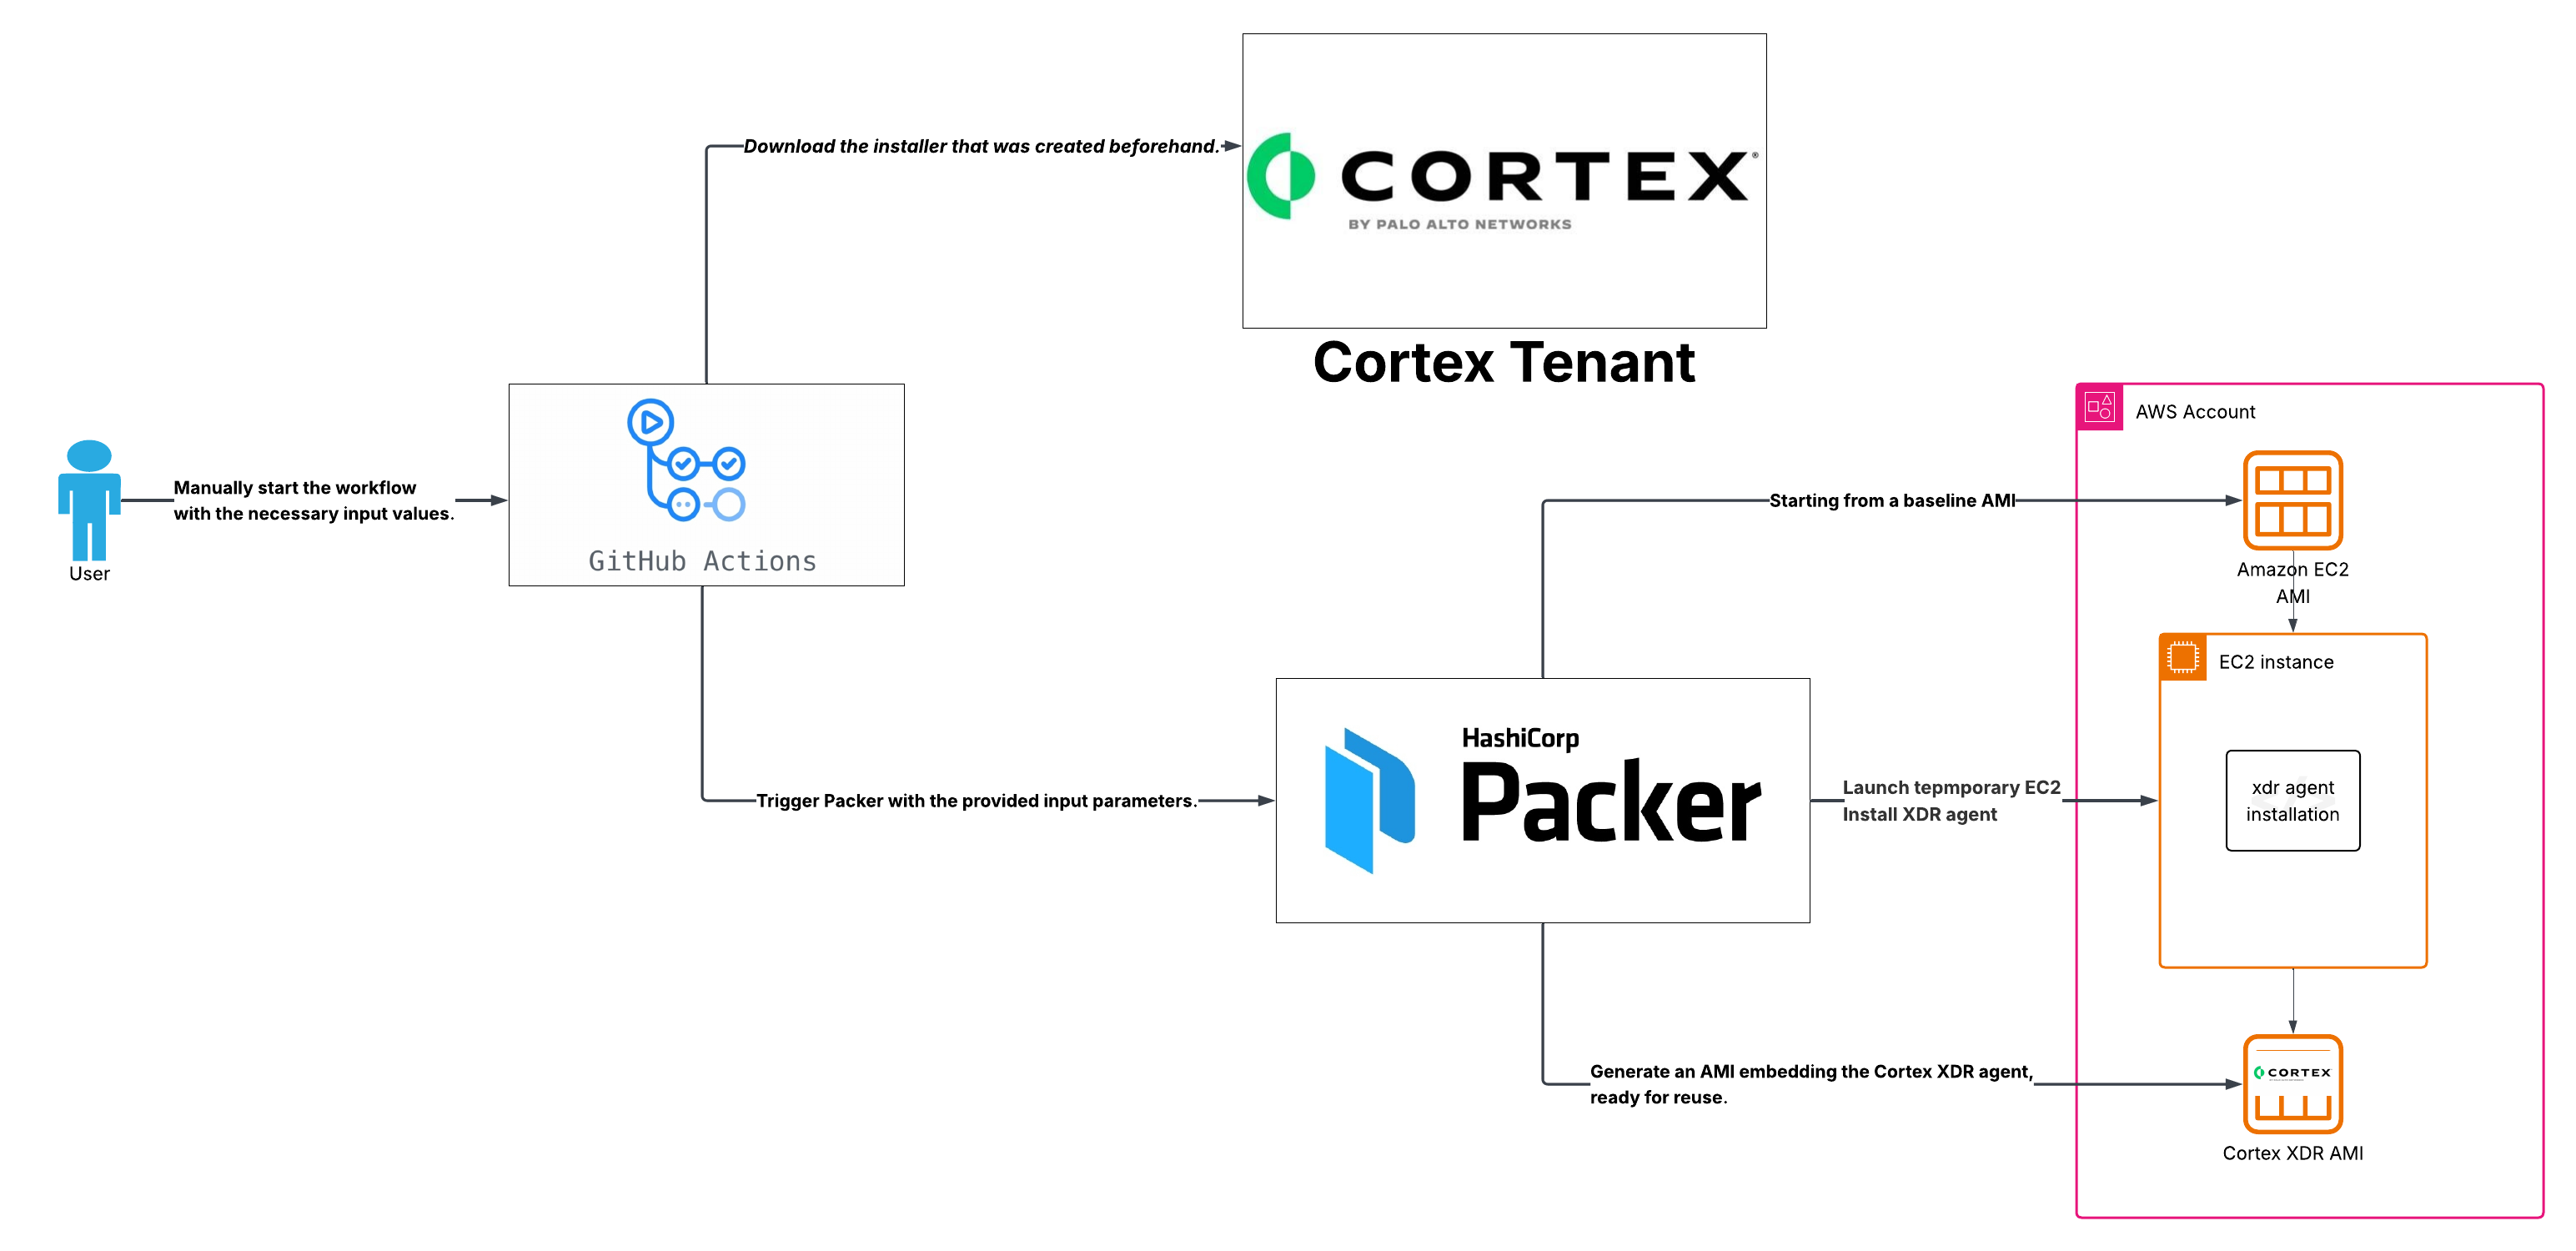 Download the installer that was created beforehand.
CORTEX®
BY PALO ALTO NETWORKS
Cortex Tenant
AWS Account
Manually start the workflow
with the necessary input values.
User
GitHub Actions
Starting from a baseline AMI
Amazon EC2
AMI
EC2 instance
HashiCorp
Packer
Trigger Packer with the provided input parameters.
Launch tepmporary EC2
Install XDR agent
xdr agent
installation
Generate an AMI embedding the Cortex XDR agent,
ready for reuse.
CORTEX
Cortex XDR AMI